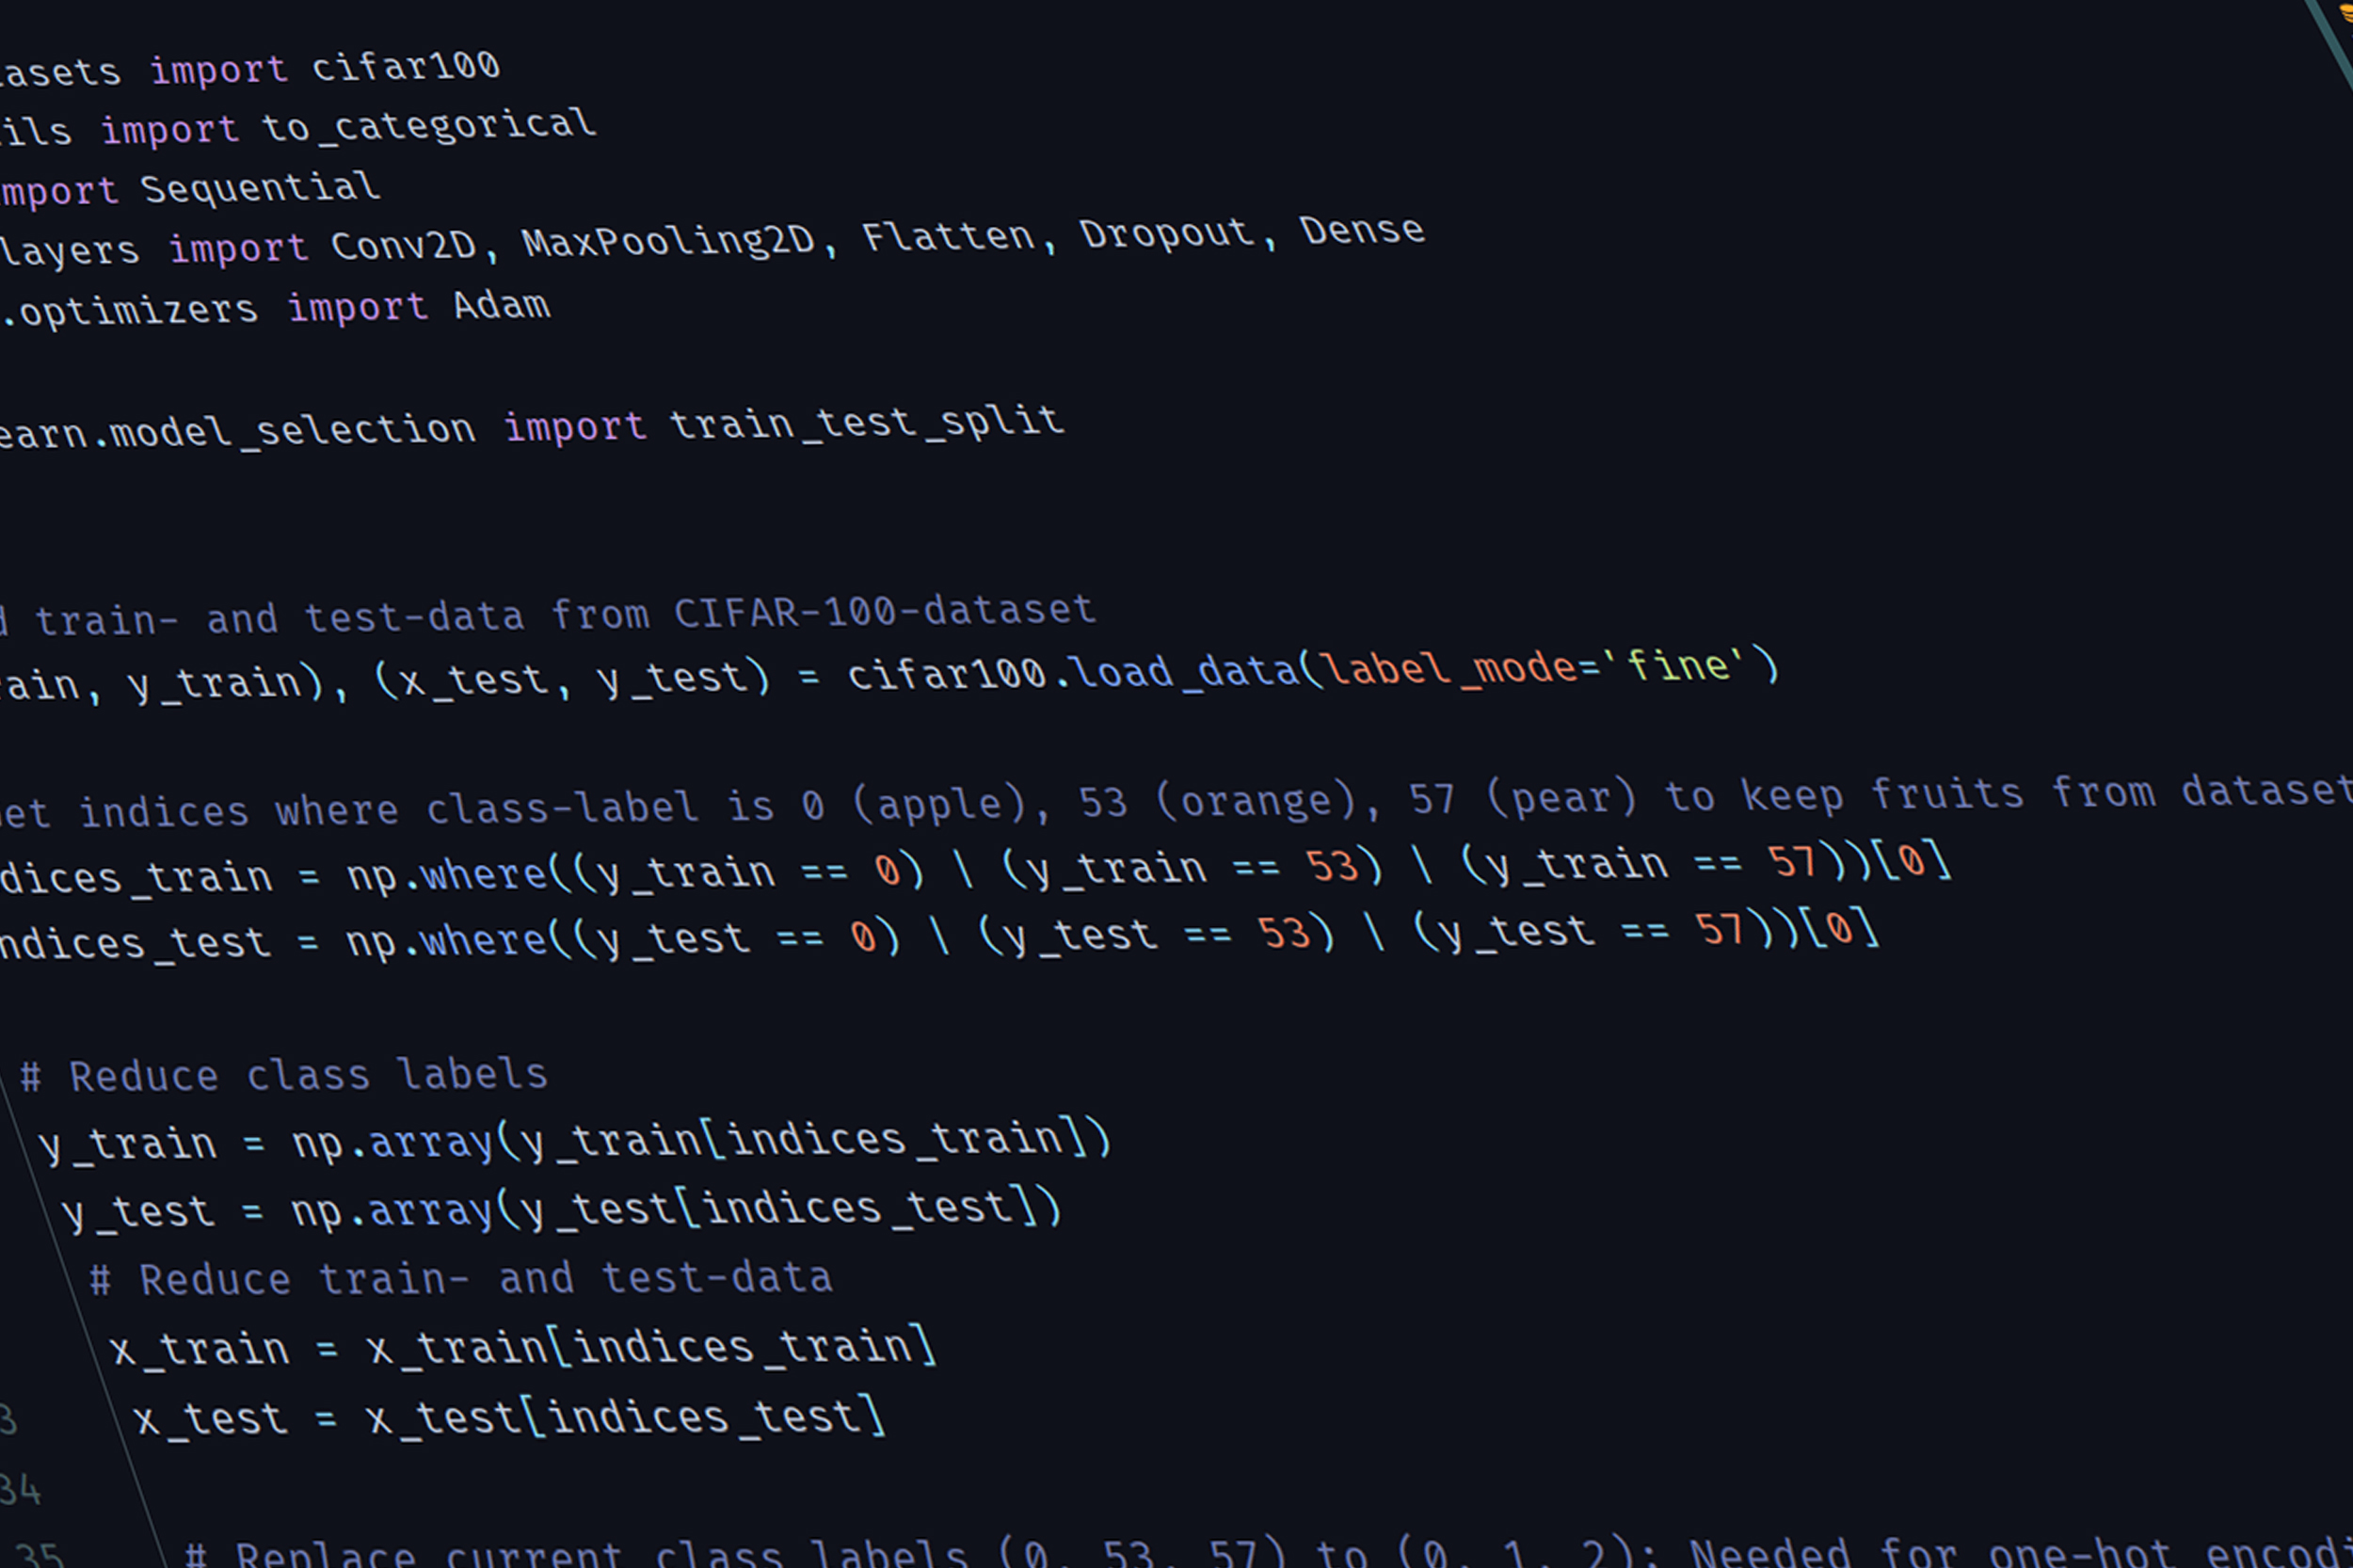 asets import cifar100
ils import to_categorical
mport Sequential
layers import Conv2D, MaxPooling2D, Flatten, Dropout, Dense
.optimizers import Adam
earn.model_selection import train_test_split
d train- and test-data from CIFAR-100-dataset
rain, y_train), (x_test, y_test) = cifar100.load_data(label_mode='fine')
et indices where class-label is 0 (apple), 53 (orange), 57 (pear) to keep fruits from dataset
dices_train = np.where((y_train == 0) | (y_train == 53) | (y_train == 57))[0]
ndices_test = np.where((y_test == 0) | (y_test == 53) | (y_test == 57))[0]
# Reduce class labels
y_train = np.array(y_train[indices_train])
y_test = np.array(y_test[indices_test])
# Reduce train- and test-data
x_train = x_train[indices_train]
3 x_test = x_test[indices_test]
34
35 # Replace current class labels (0, 53, 57) to (0, 1, 2); Needed for one-hot encodi